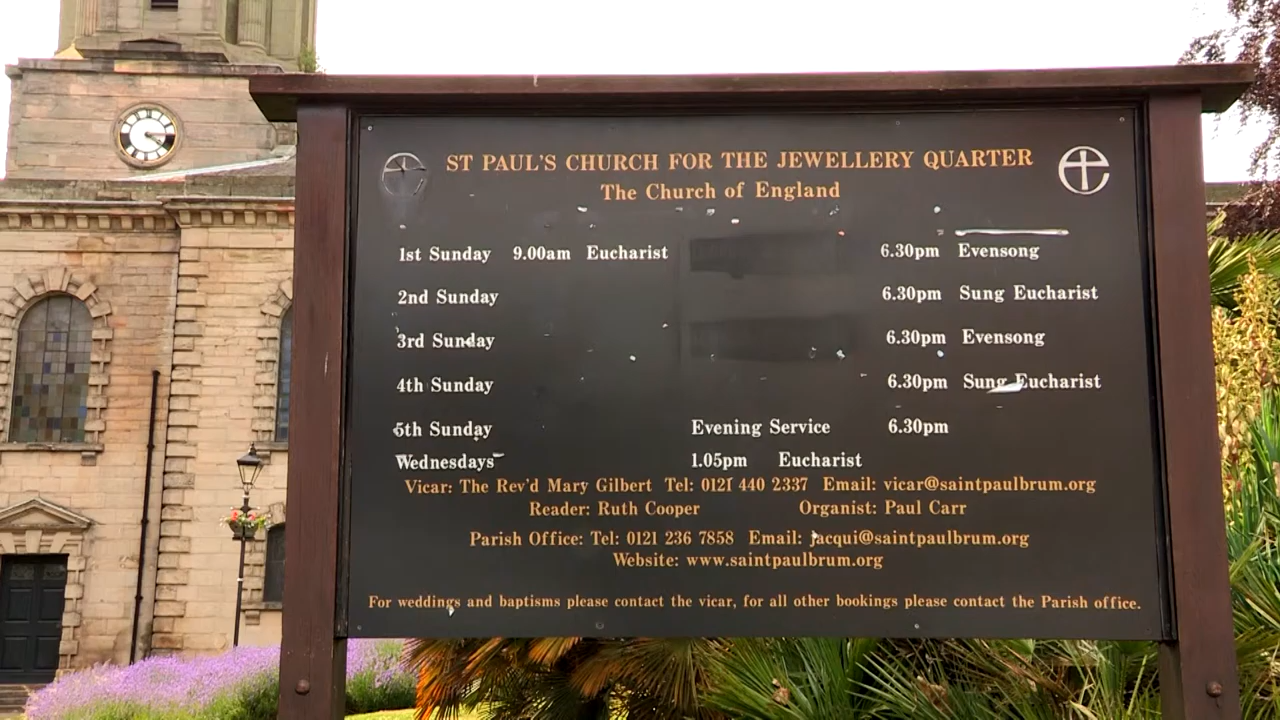 ST PAUL'S CHURCH FOR THE JEWELLERY QUARTER
The Church of England
1st Sunday 9.00am Eucharist 6.30pm Evensong
2nd Sunday 6.30pm Sung Eucharist
3rd Sunday 6.30pm Evensong
4th Sunday 6.30pm Sung Eucharist
5th Sunday Evening Service 6.30pm
Wednesdays 1.05pm Eucharist
Vicar: The Rev'd Mary Gilbert Tel: 0121 440 2337 Email: vicar@saintpaulbrum.org
Reader: Ruth Cooper Organist: Paul Carr
Parish Office: Tel: 0121 236 7858 Email: jacqui@saintpaulbrum.org
Website: www.saintpaulbrum.org
For weddings and baptisms please contact the vicar, for all other bookings please contact the Parish office.